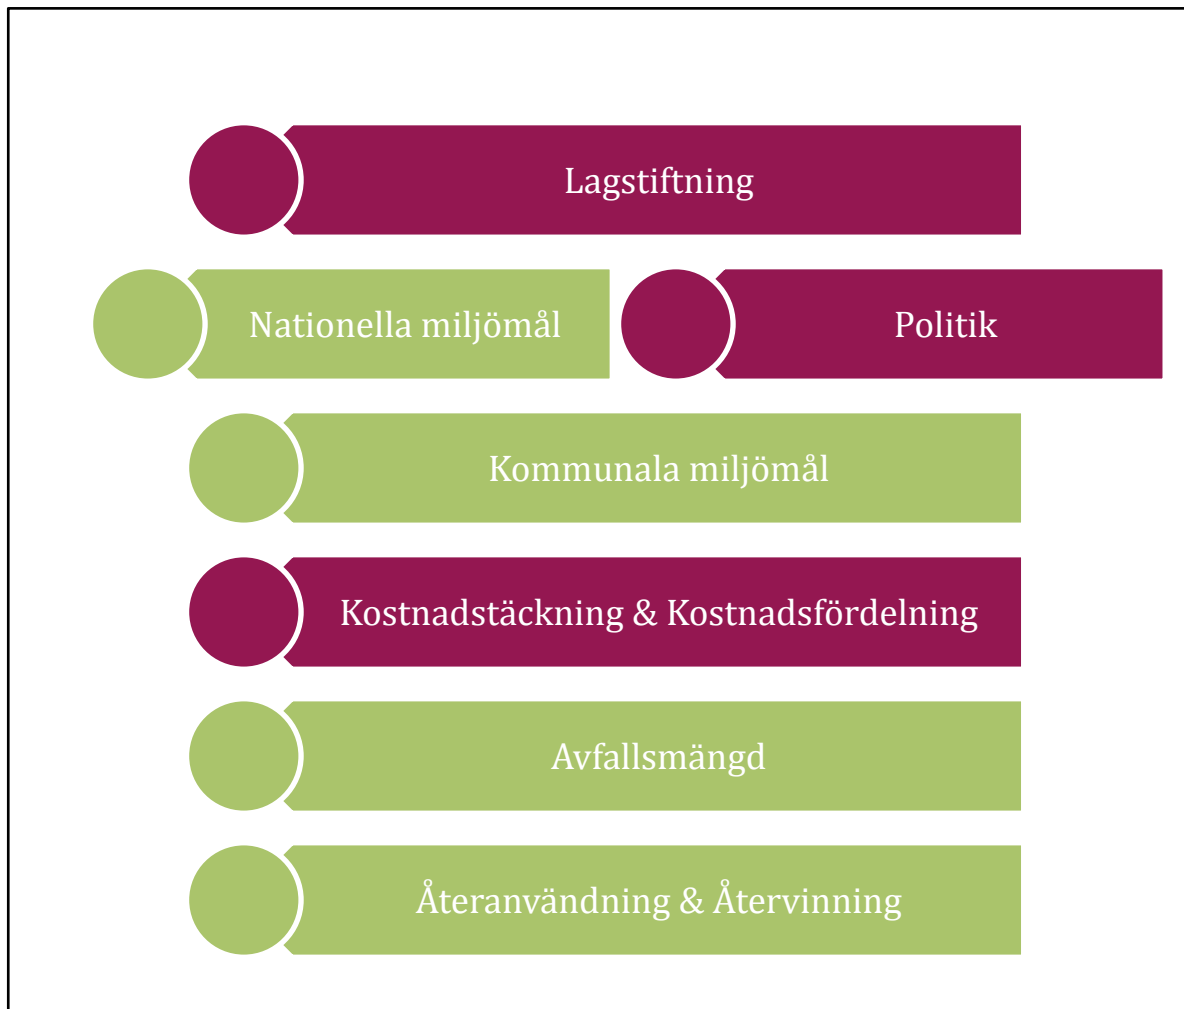 Lagstiftning
Nationella miljömål
Politik
Kommunala miljömål
Kostnadstäckning & Kostnadsfördelning
Avfallsmängd
Återanvändning & Återvinning